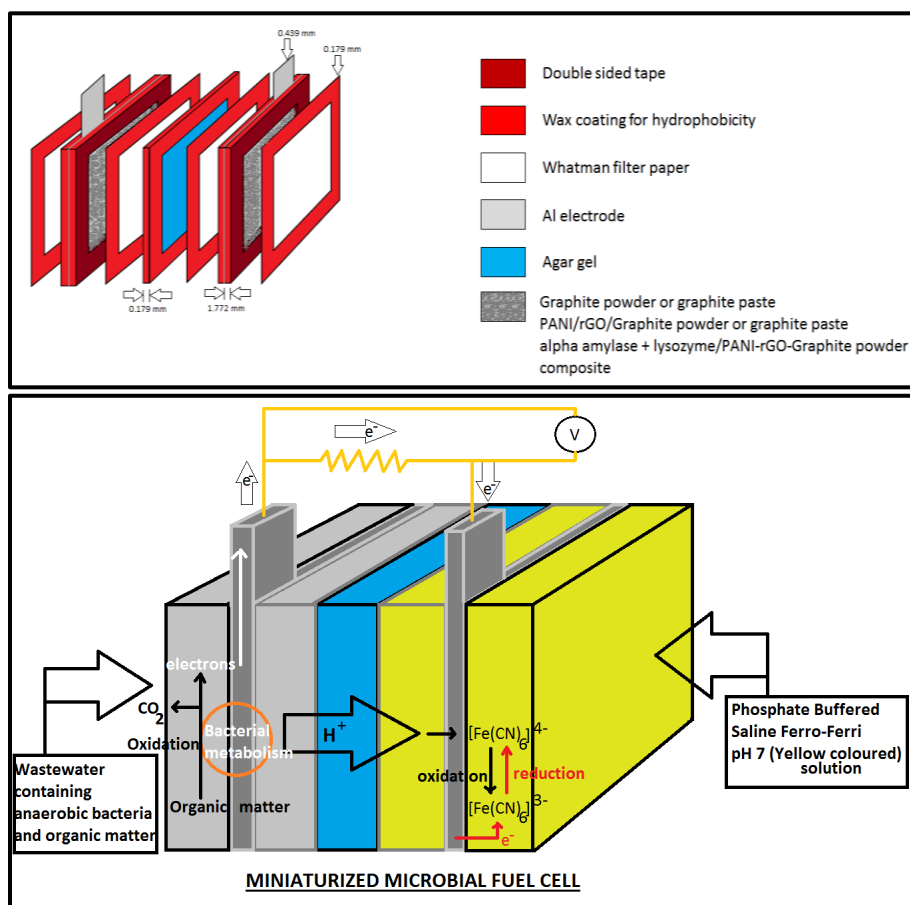 0.439 mm
0.179 mm
0.179 mm
1.772 mm
Double sided tape
Wax coating for hydrophobicity
Whatman filter paper
Al electrode
Agar gel
Graphite powder or graphite paste
PANI/rGO/Graphite powder or graphite paste
alpha amylase + lysozyme/PANI-rGO-Graphite powder
composite
e-
V
e-
e-
electrons
CO2
Oxidation
Bacterial
metabolism
Organic matter
H+
[Fe(CN)6]4-
oxidation
reduction
[Fe(CN)6]3-
e-
Wastewater
containing
anaerobic bacteria
and organic matter
Phosphate Buffered
Saline Ferro-Ferri
pH 7 (Yellow coloured)
solution
MINIATURIZED MICROBIAL FUEL CELL